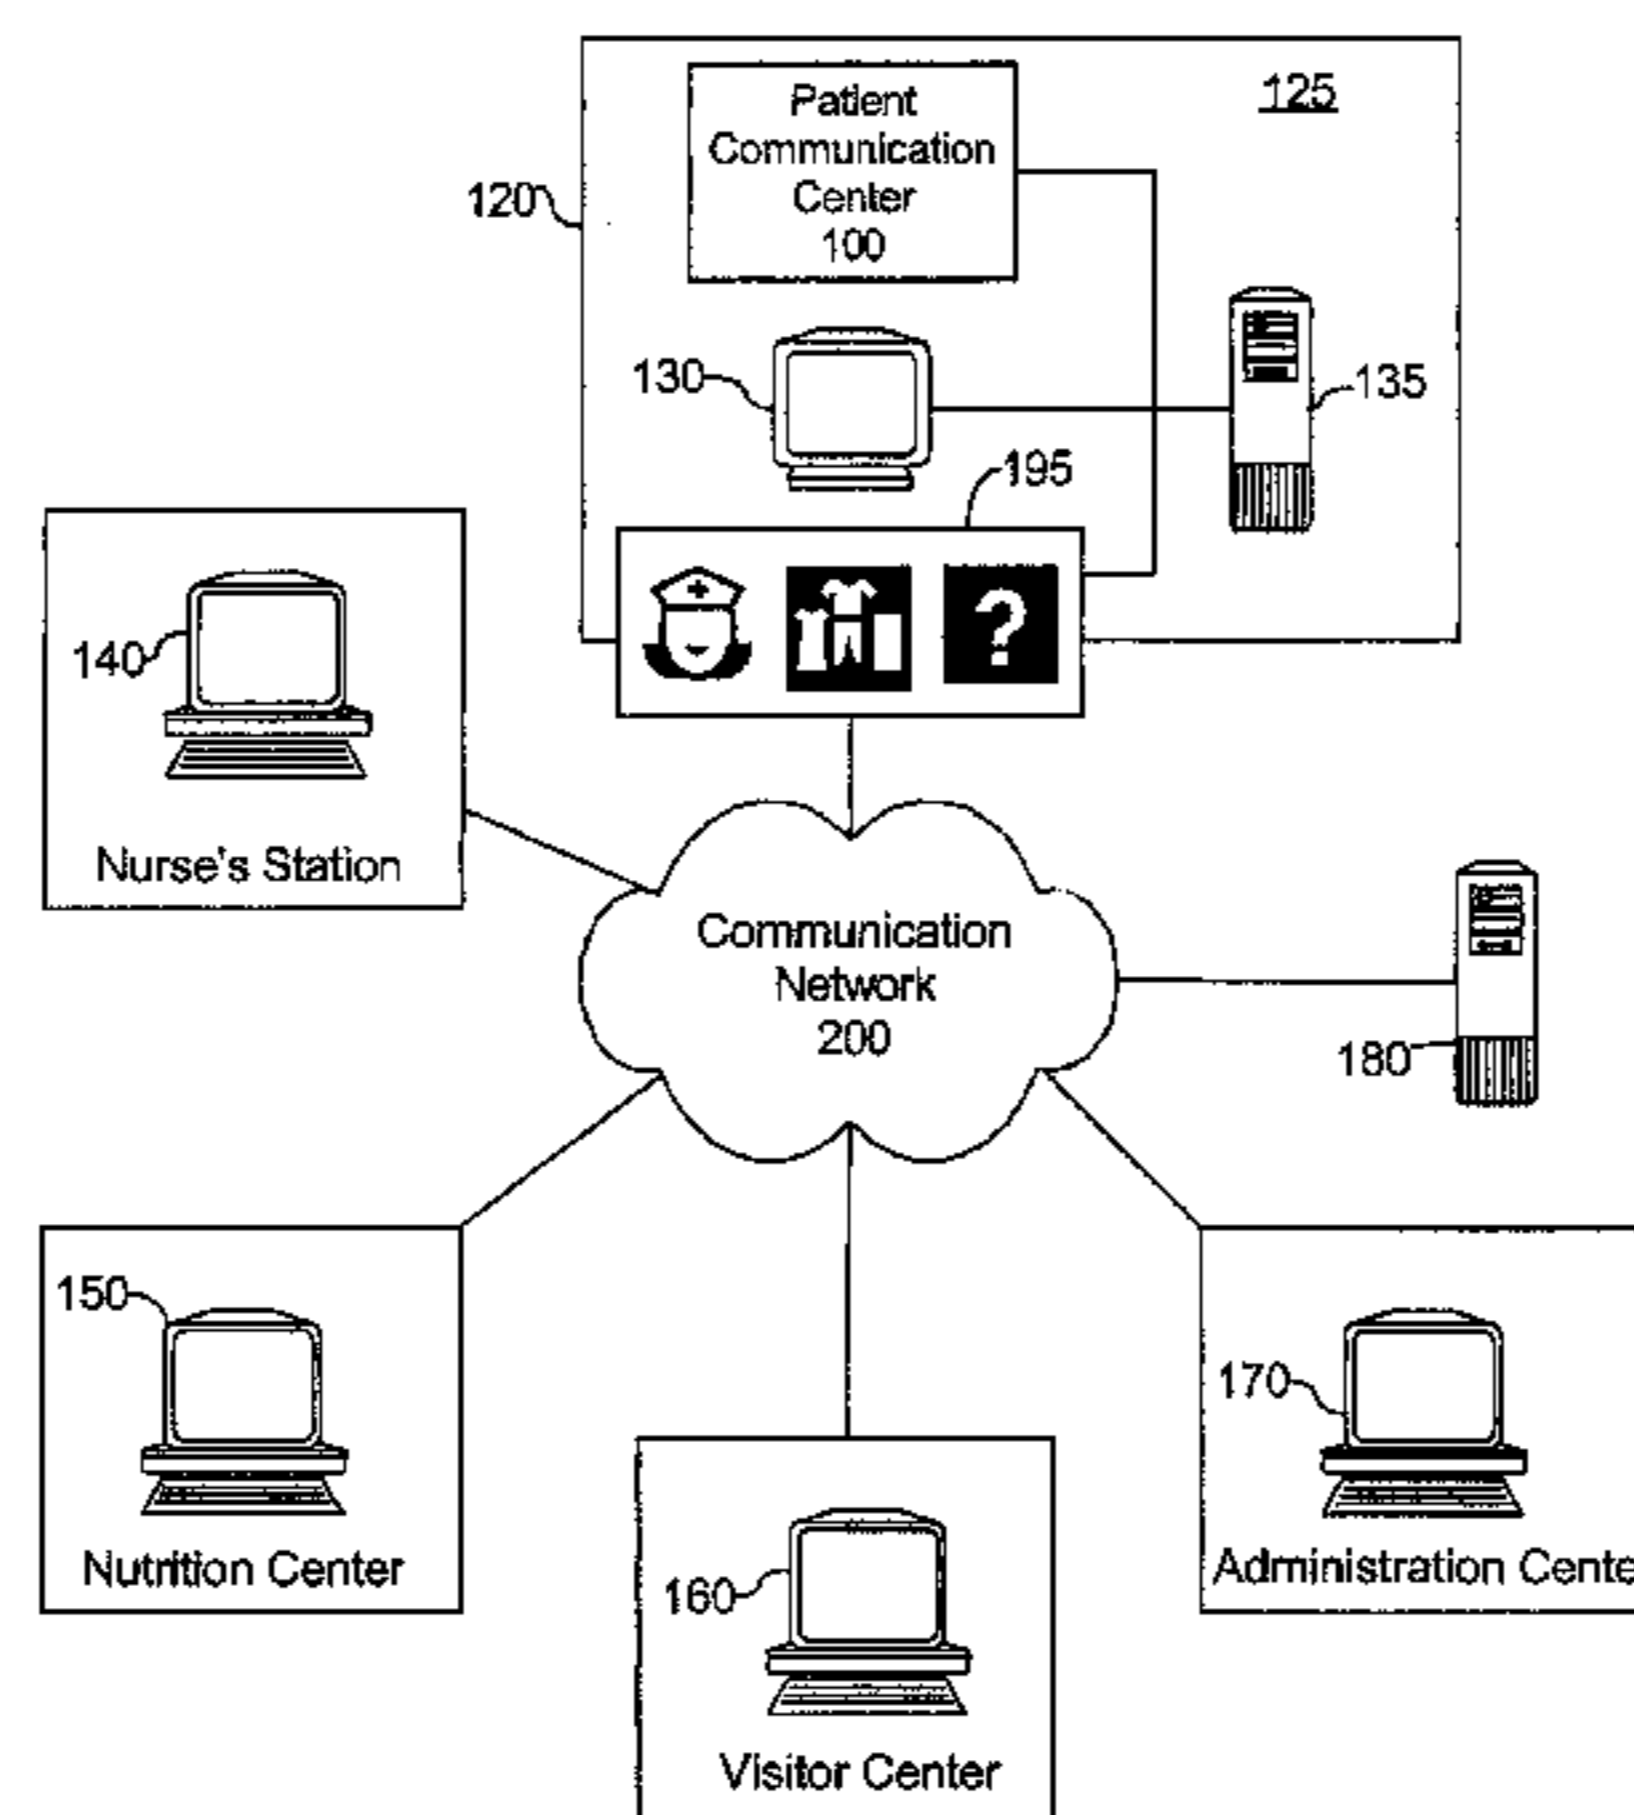 125
Patient
Communication
Center
100
120
130
135
195
?
140
Nurse's Station
Communication
Network
200
180
150
Nutrition Center
170
Administration Cente
160
Visitor Center